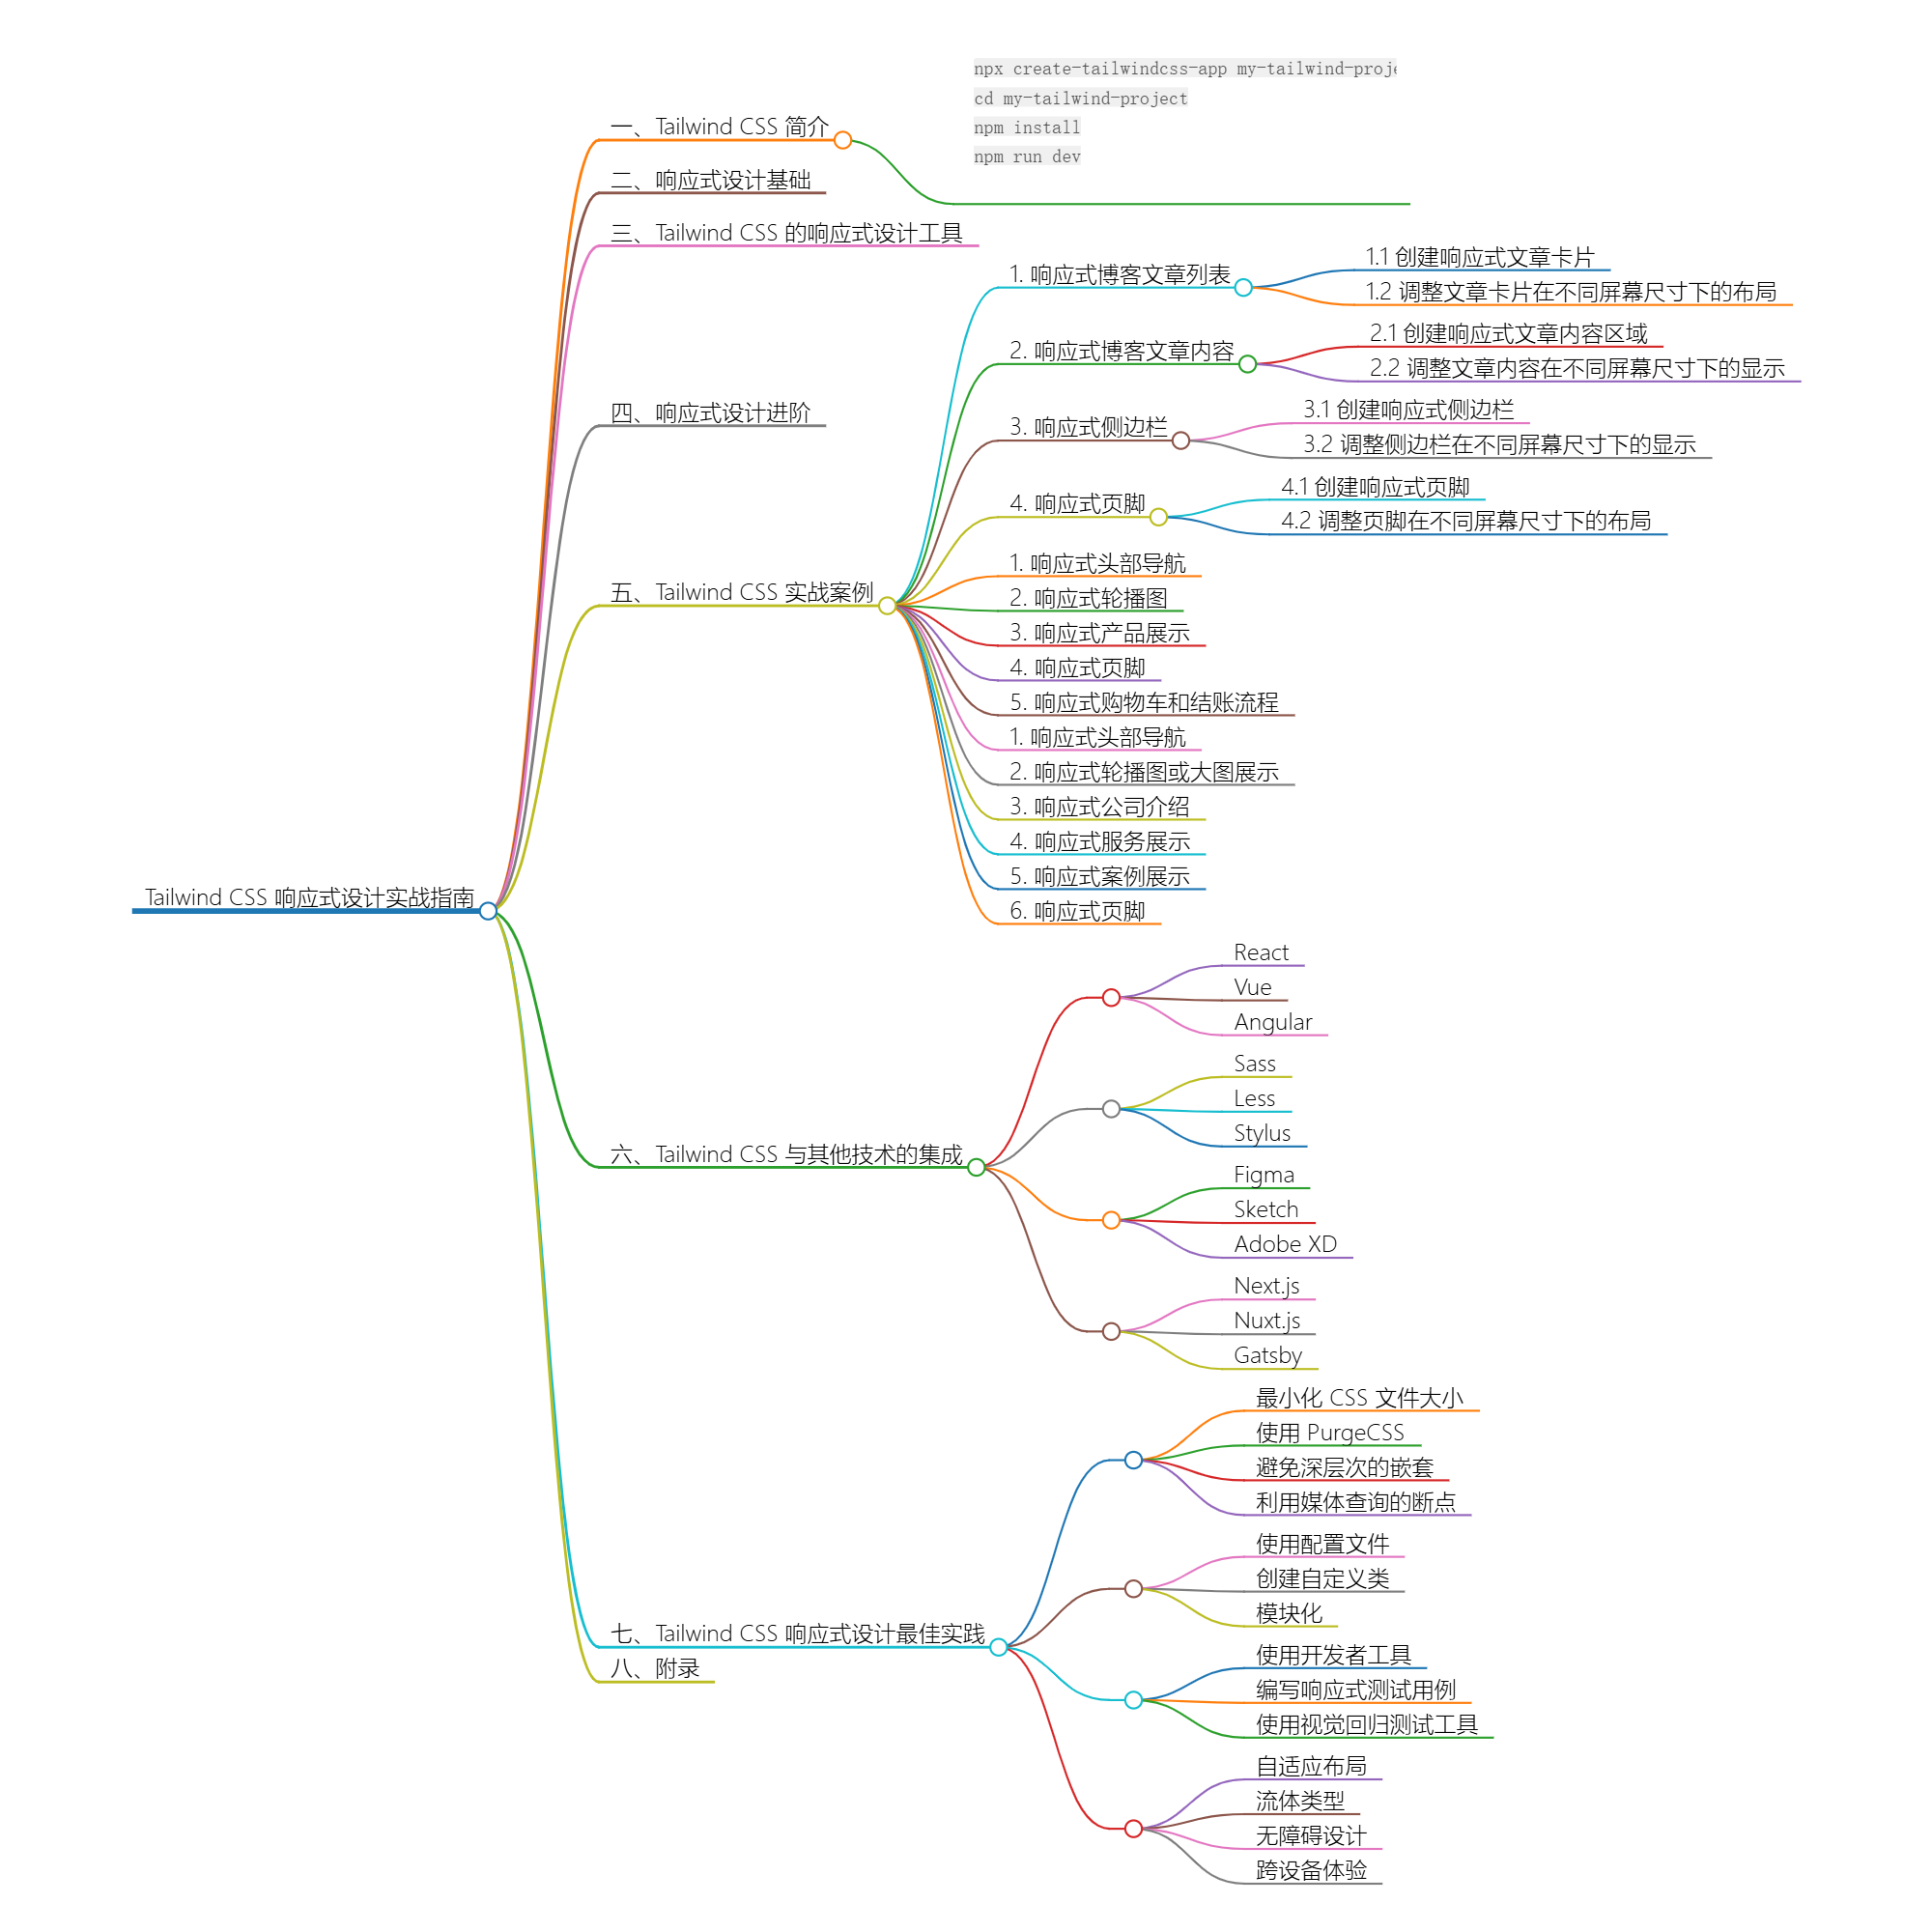 Tailwind CSS 响应式设计实战指南
一、Tailwind CSS 简介
npx create-tailwindcss-app my-tailwind-proj
cd my-tailwind-project
npm install
npm run dev
二、响应式设计基础
三、Tailwind CSS 的响应式设计工具
四、响应式设计进阶
五、Tailwind CSS 实战案例
1. 响应式博客文章列表
1.1 创建响应式文章卡片
1.2 调整文章卡片在不同屏幕尺寸下的布局
2. 响应式博客文章内容
2.1 创建响应式文章内容区域
2.2 调整文章内容在不同屏幕尺寸下的显示
3. 响应式侧边栏
3.1 创建响应式侧边栏
3.2 调整侧边栏在不同屏幕尺寸下的显示
4. 响应式页脚
4.1 创建响应式页脚
4.2 调整页脚在不同屏幕尺寸下的布局
1. 响应式头部导航
2. 响应式轮播图
3. 响应式产品展示
4. 响应式页脚
5. 响应式购物车和结账流程
1. 响应式头部导航
2. 响应式轮播图或大图展示
3. 响应式公司介绍
4. 响应式服务展示
5. 响应式案例展示
6. 响应式页脚
六、Tailwind CSS 与其他技术的集成
React
Vue
Angular
Sass
Less
Stylus
Figma
Sketch
Adobe XD
Next.js
Nuxt.js
Gatsby
七、Tailwind CSS 响应式设计最佳实践
最小化 CSS 文件大小
使用 PurgeCSS
避免深层次的嵌套
利用媒体查询的断点
使用配置文件
创建自定义类
模块化
使用开发者工具
编写响应式测试用例
使用视觉回归测试工具
自适应布局
流体类型
无障碍设计
跨设备体验
八、附录